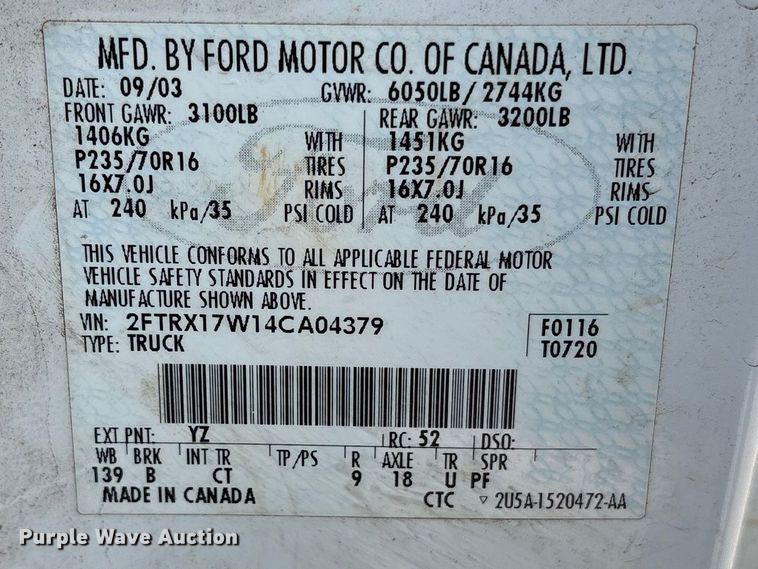 MFD. BY FORD MOTOR CO. OF CANADA, LTD.
DATE: 09/03 GVWR: 6050LB/ 2744KG
FRONT GAWR: 3100LB REAR GAWR: 3200LB
1406KG WITH 1451KG WITH
P235/70R16 TIRES P235/70R16 TIRES
16X7.0J RIMS 16X7.0J RIMS
AT 240 kPa/35 PSI COLD AT 240 kPa/35 PSI COLD
Ford
THIS VEHICLE CONFORMS TO ALL APPLICABLE FEDERAL MOTOR
VEHICLE SAFETY STANDARDS IN EFFECT ON THE DATE OF
MANUFACTURE SHOWN ABOVE.
VIN: 2FTRX17W14CA04379 F0116
TYPE: TRUCK T0720
EXT PNT: YZ RC: 52 DSO:
WB BRK INT TR TP/PS R AXLE TR SPR
139 B CT 9 18 U PF
MADE IN CANADA CTC ▽ 2U5A-1520472-AA
Purple Wave Auction